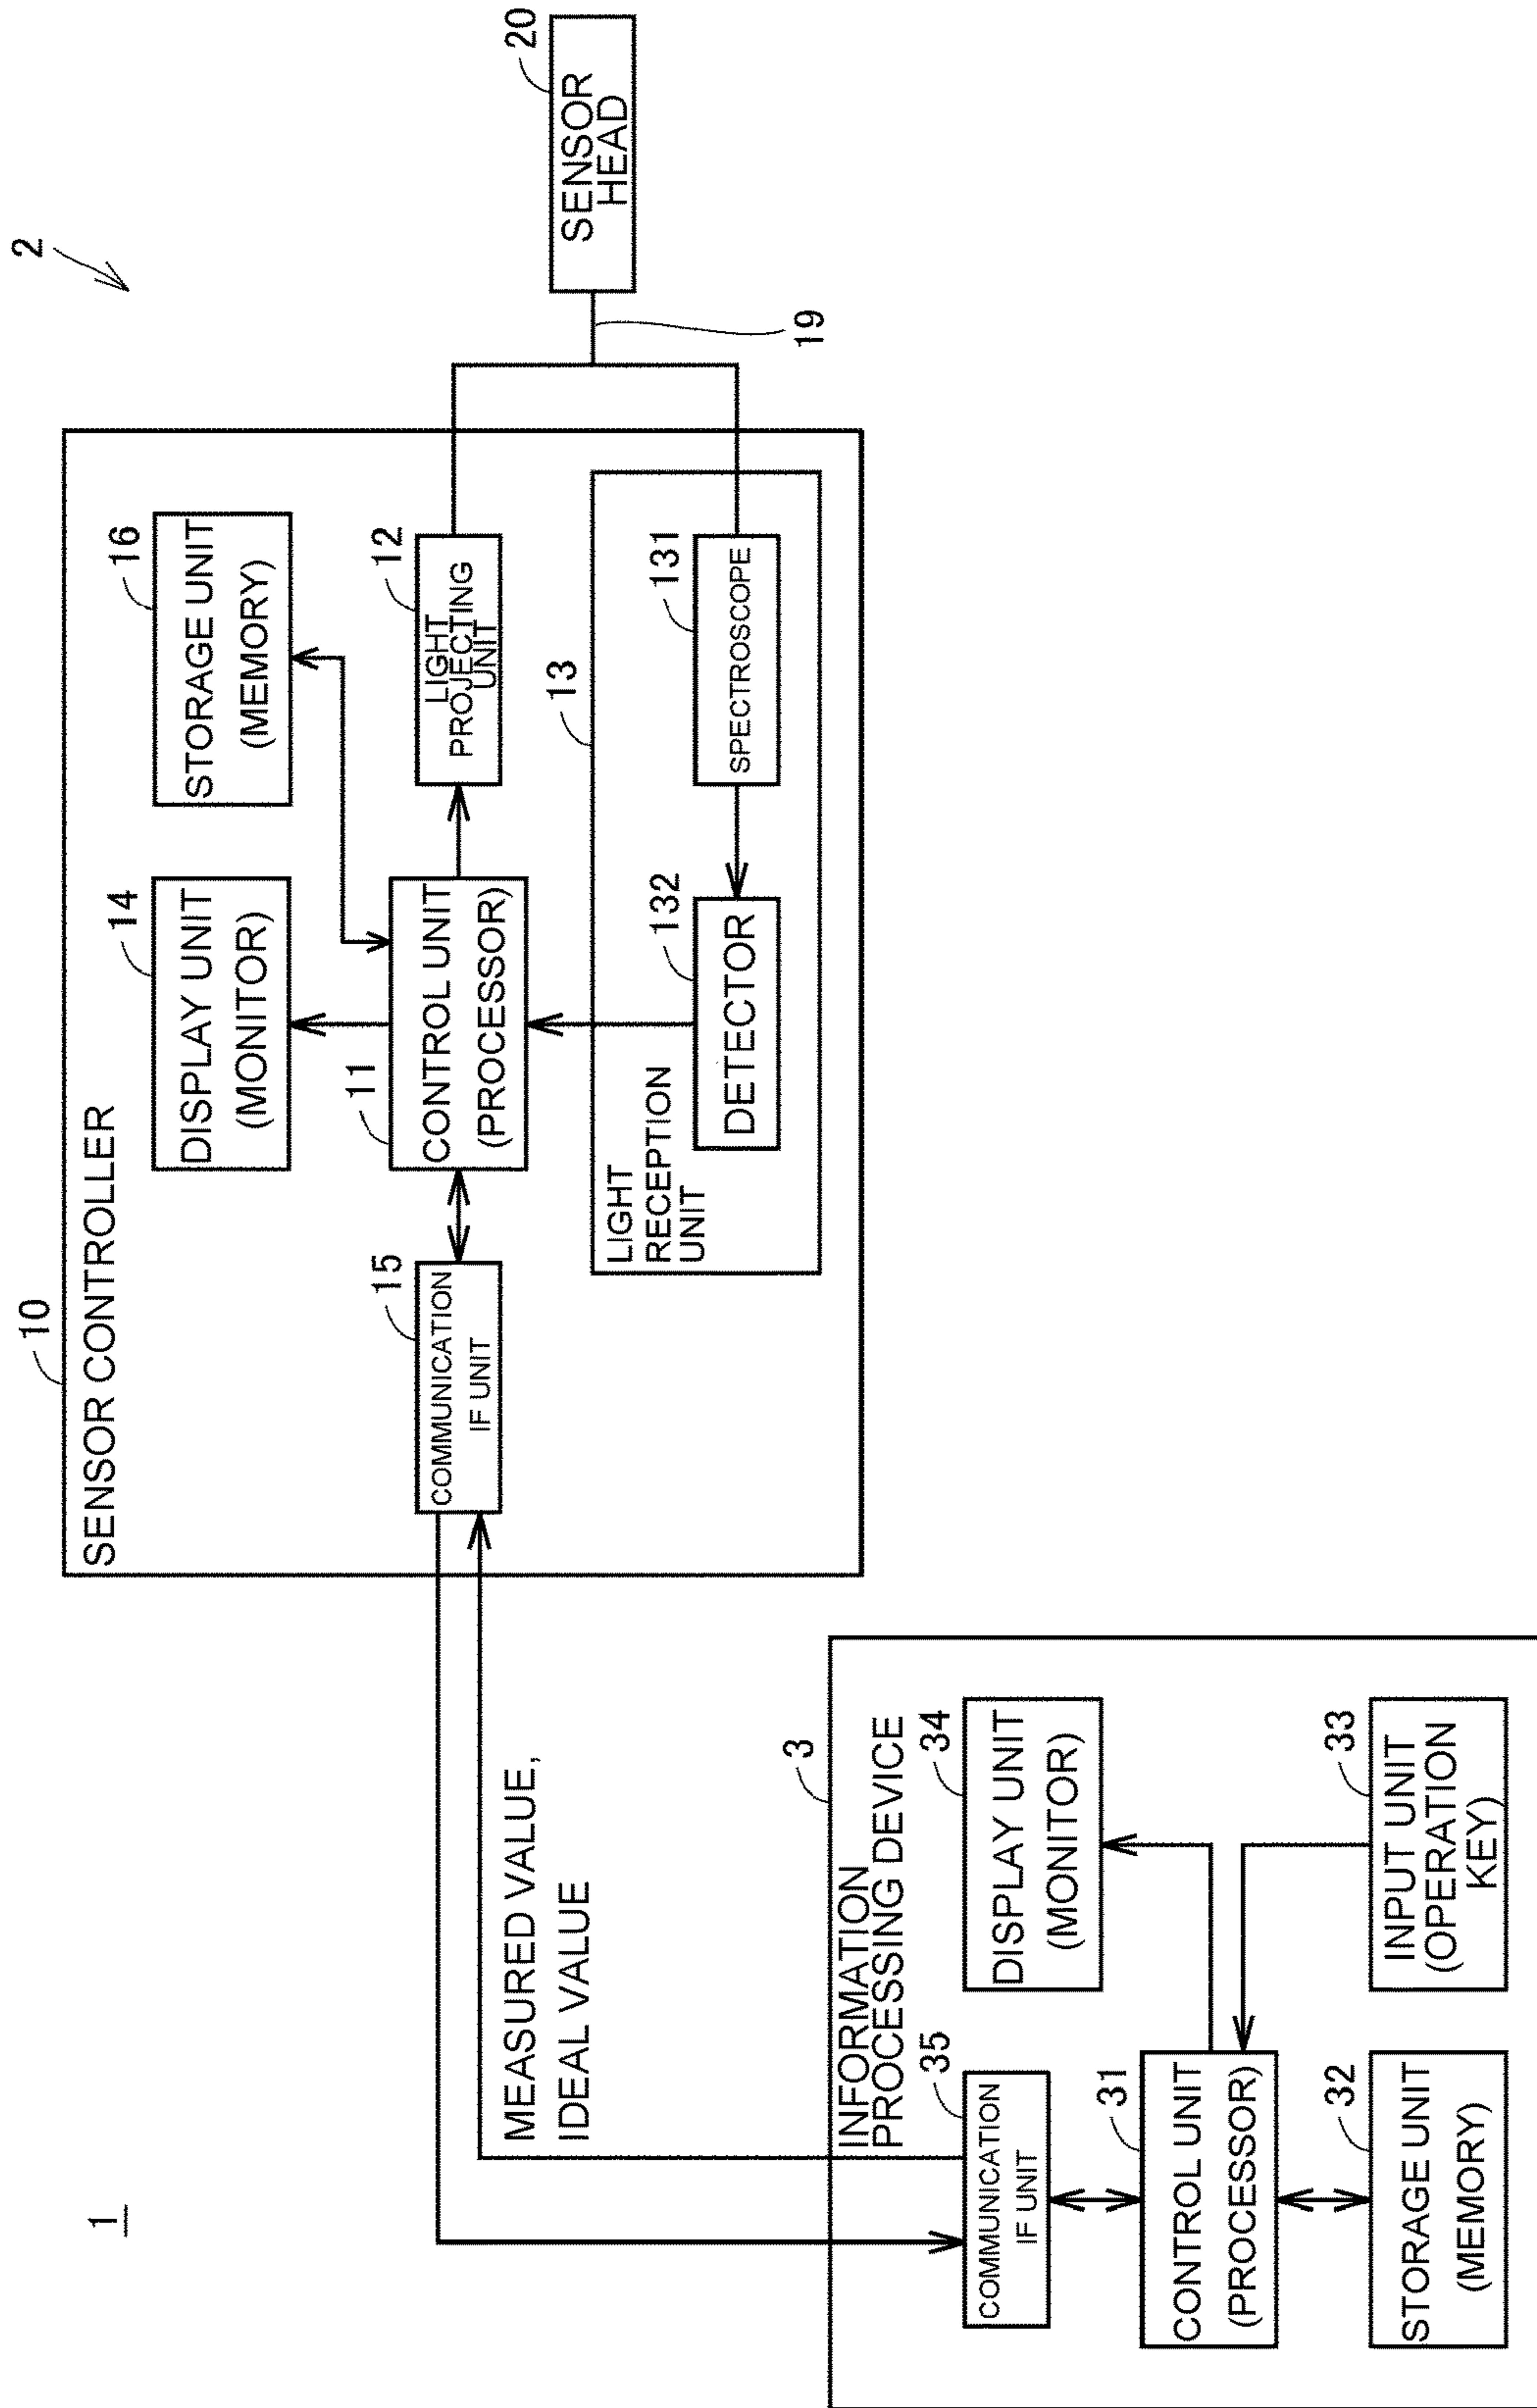 1
2
10
SENSOR CONTROLLER
14
DISPLAY UNIT
(MONITOR)
16
STORAGE UNIT
(MEMORY)
15
COMMUNICATION
IF UNIT
11
CONTROL UNIT
(PROCESSOR)
12
LIGHT
PROJECTING
UNIT
20
SENSOR
HEAD
19
13
LIGHT
RECEPTION
UNIT
132
DETECTOR
131
SPECTROSCOPE
MEASURED VALUE,
IDEAL VALUE
3
INFORMATION
PROCESSING DEVICE
35
COMMUNICATION
IF UNIT
34
DISPLAY UNIT
(MONITOR)
31
CONTROL UNIT
(PROCESSOR)
32
STORAGE UNIT
(MEMORY)
33
INPUT UNIT
(OPERATION
KEY)